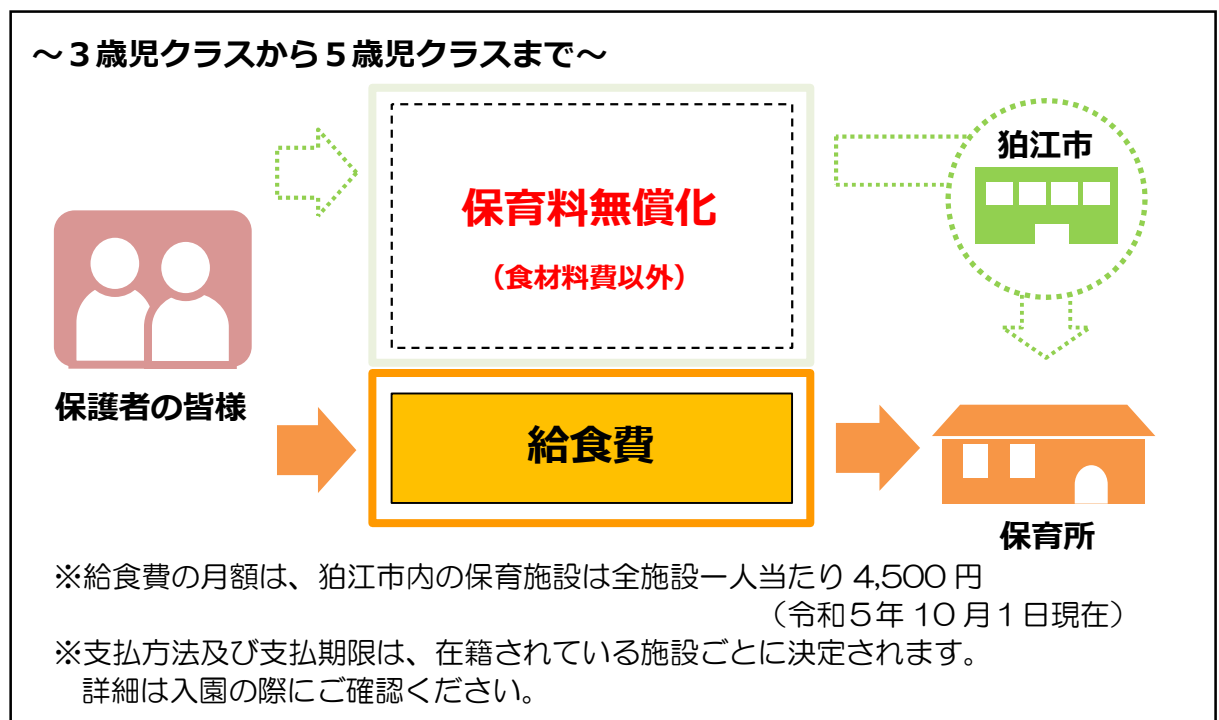 ～３歳児クラスから５歳児クラスまで～
保育料無償化
（食材料費以外）
狛江市
保護者の皆様
給食費
保育所
※給食費の月額は、狛江市内の保育施設は全施設一人当たり 4,500 円
（令和５年 10 月１日現在）
※支払方法及び支払期限は、在籍されている施設ごとに決定されます。
詳細は入園の際にご確認ください。